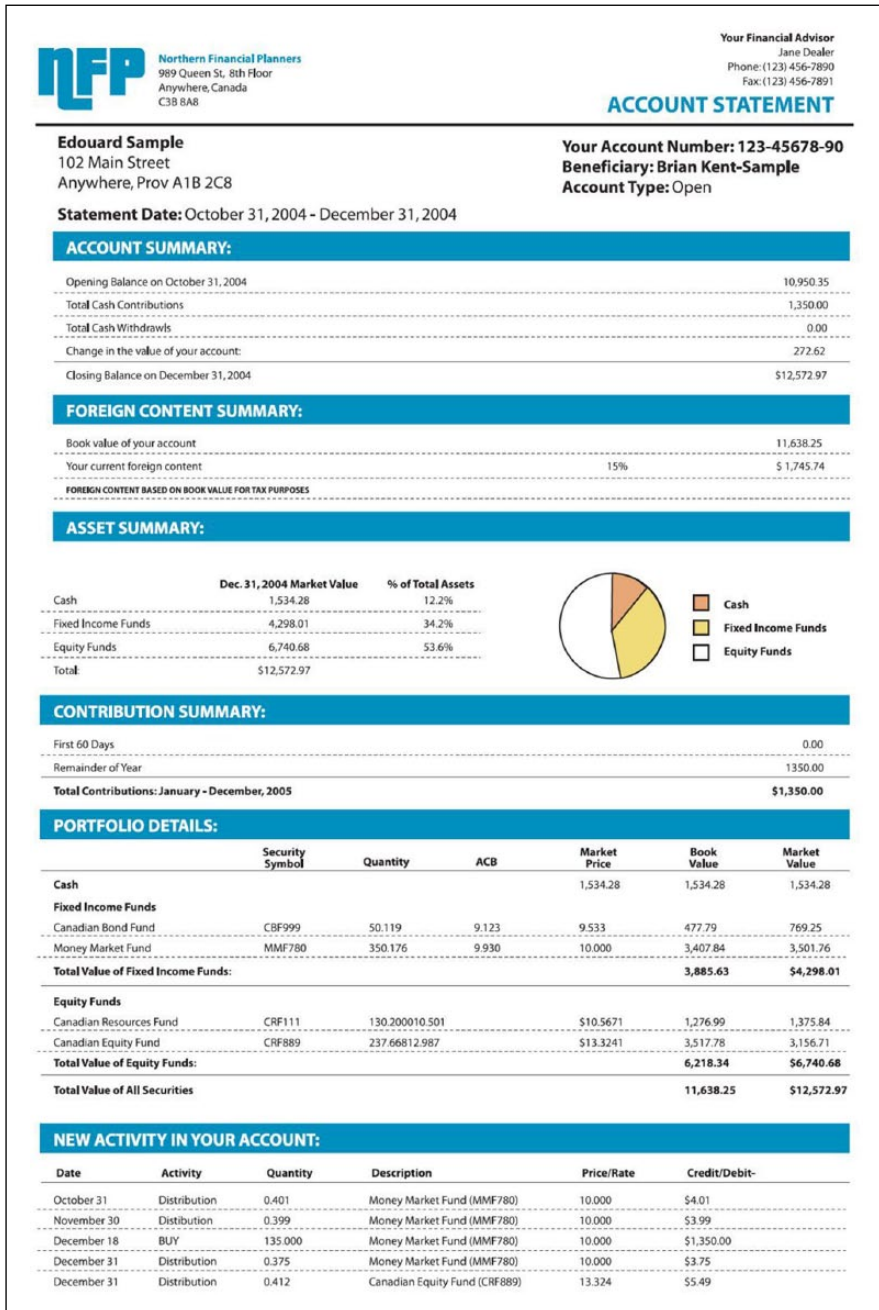 NFP
Northern Financial Planners
989 Queen St, 8th Floor
Anywhere, Canada
C3B 8A8
Your Financial Advisor
Jane Dealer
Phone: (123) 456-7890
Fax: (123) 456-7891
ACCOUNT STATEMENT
Edouard Sample
102 Main Street
Anywhere, Prov A1B 2C8
Your Account Number: 123-45678-90
Beneficiary: Brian Kent-Sample
Account Type: Open
Statement Date: October 31, 2004 - December 31, 2004
ACCOUNT SUMMARY:
Opening Balance on October 31, 2004 10,950.35
Total Cash Contributions 1,350.00
Total Cash Withdrawls 0.00
Change in the value of your account: 272.62
Closing Balance on December 31, 2004 $12,572.97
FOREIGN CONTENT SUMMARY:
Book value of your account 11,638.25
Your current foreign content 15% $ 1,745.74
FOREIGN CONTENT BASED ON BOOK VALUE FOR TAX PURPOSES
ASSET SUMMARY:
Dec. 31, 2004 Market Value % of Total Assets
Cash 1,534.28 12.2%
Fixed Income Funds 4,298.01 34.2%
Equity Funds 6,740.68 53.6%
Total: $12,572.97
Cash
Fixed Income Funds
Equity Funds
CONTRIBUTION SUMMARY:
First 60 Days 0.00
Remainder of Year 1350.00
Total Contributions: January - December, 2005 $1,350.00
PORTFOLIO DETAILS:
Security Symbol Quantity ACB Market Price Book Value Market Value
Cash 1,534.28 1,534.28 1,534.28
Fixed Income Funds
Canadian Bond Fund CBF999 50.119 9.123 9.533 477.79 769.25
Money Market Fund MMF780 350.176 9.930 10.000 3,407.84 3,501.76
Total Value of Fixed Income Funds: 3,885.63 $4,298.01
Equity Funds
Canadian Resources Fund CRF111 130.200010.501 $10.5671 1,276.99 1,375.84
Canadian Equity Fund CRF889 237.66812.987 $13.3241 3,517.78 3,156.71
Total Value of Equity Funds: 6,218.34 $6,740.68
Total Value of All Securities 11,638.25 $12,572.97
NEW ACTIVITY IN YOUR ACCOUNT:
Date Activity Quantity Description Price/Rate Credit/Debit-
October 31 Distribution 0.401 Money Market Fund (MMF780) 10.000 $4.01
November 30 Distibution 0.399 Money Market Fund (MMF780) 10.000 $3.99
December 18 BUY 135.000 Money Market Fund (MMF780) 10.000 $1,350.00
December 31 Distribution 0.375 Money Market Fund (MMF780) 10.000 $3.75
December 31 Distribution 0.412 Canadian Equity Fund (CRF889) 13.324 $5.49